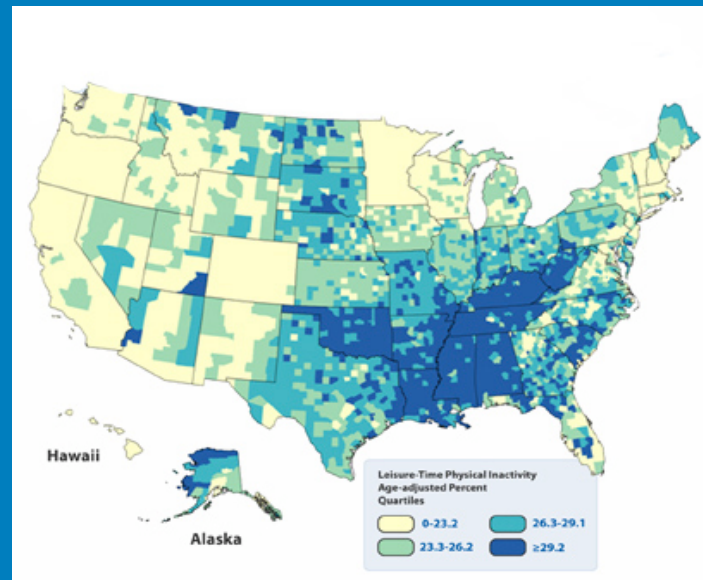 Hawaii
Alaska
Leisure-Time Physical Inactivity
Age-adjusted Percent
Quartiles
0-23.2
26.3-29.1
23.3-26.2
≥29.2